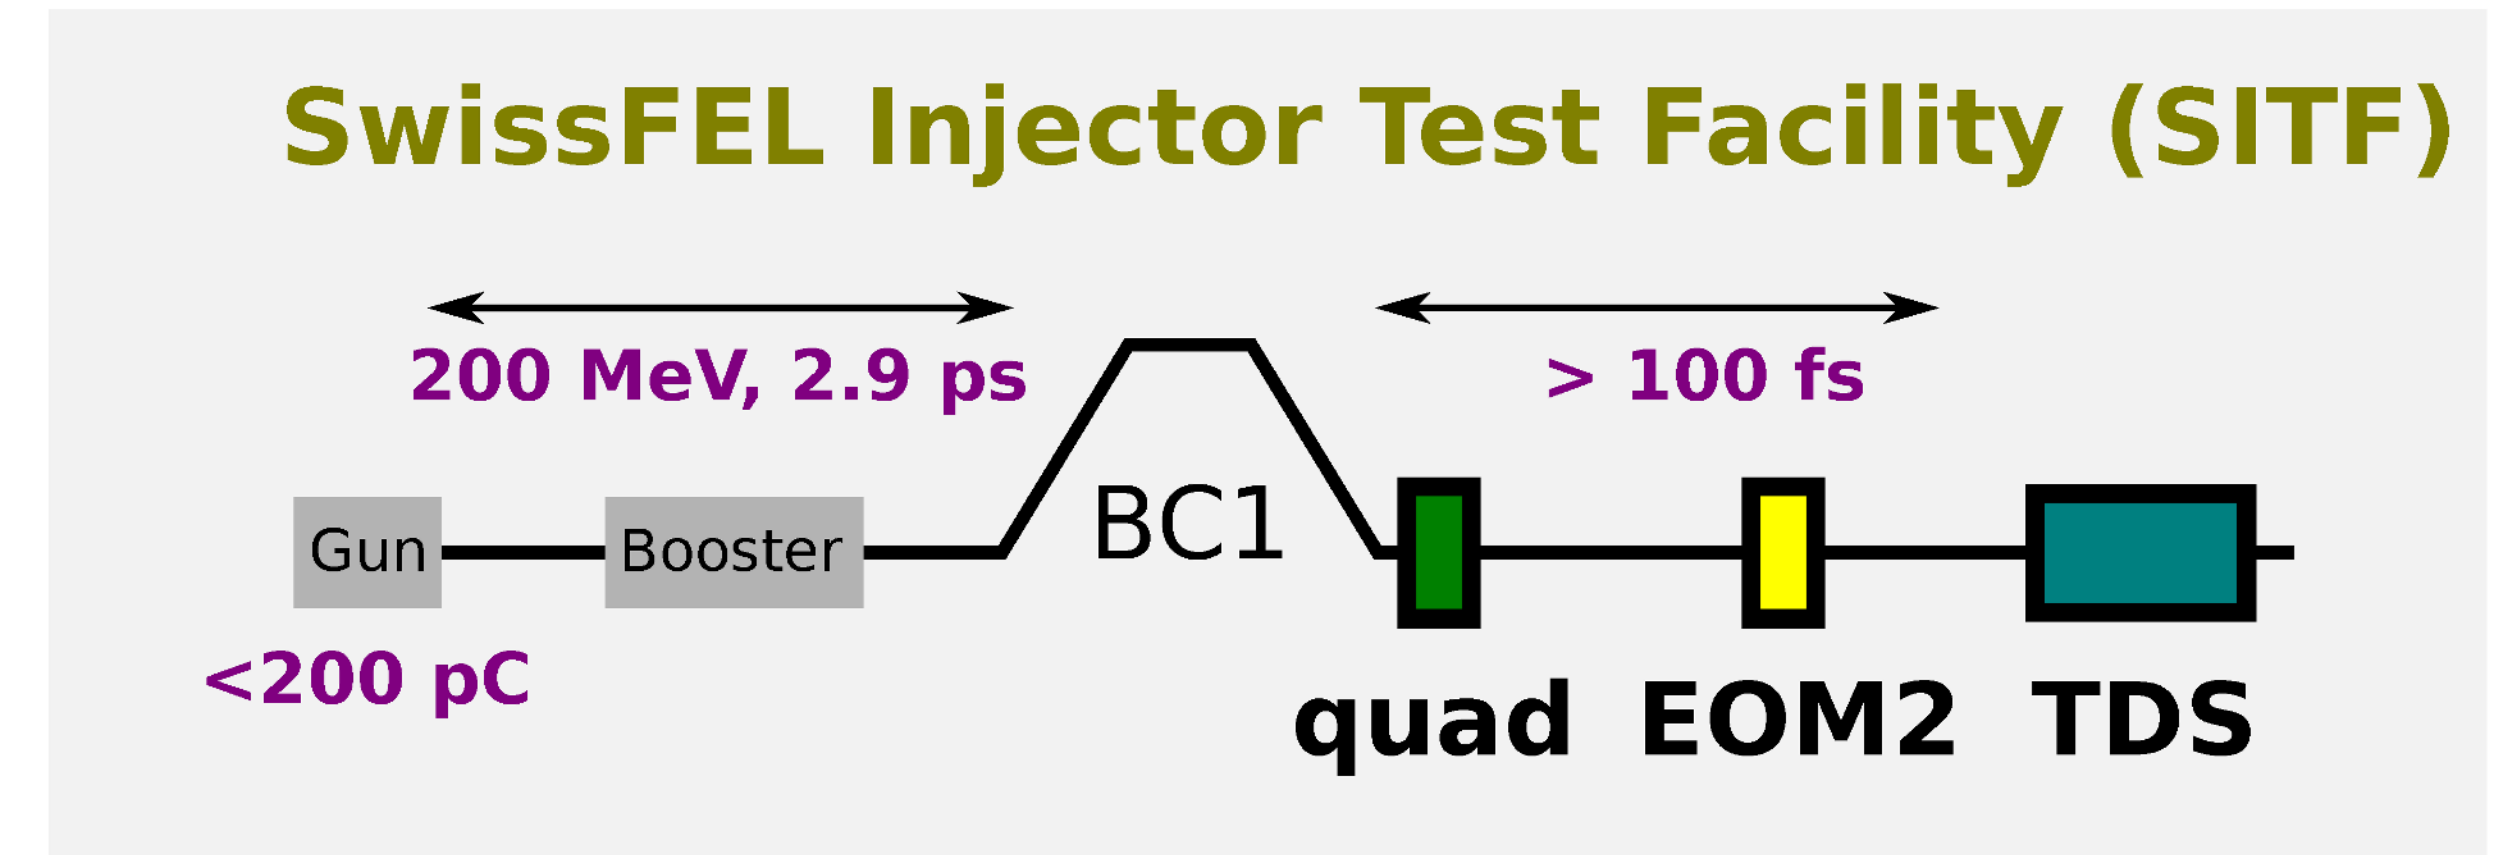 SwissFEL Injector Test Facility (SITF)
200 MeV, 2.9 ps
> 100 fs
BC1
Gun
Booster
<200 pC
quad EOM2 TDS